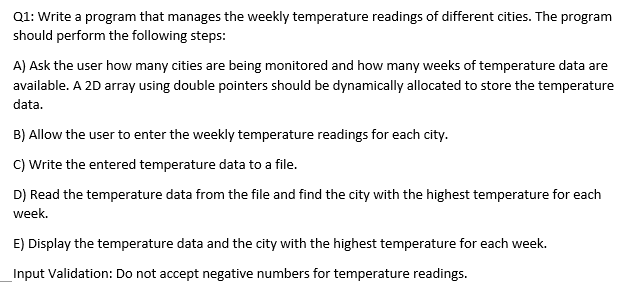 Q1: Write a program that manages the weekly temperature readings of different cities. The program
should perform the following steps:
A) Ask the user how many cities are being monitored and how many weeks of temperature data are
available. A 2D array using double pointers should be dynamically allocated to store the temperature
data.
B) Allow the user to enter the weekly temperature readings for each city.
C) Write the entered temperature data to a file.
D) Read the temperature data from the file and find the city with the highest temperature for each
week.
E) Display the temperature data and the city with the highest temperature for each week.
Input Validation: Do not accept negative numbers for temperature readings.